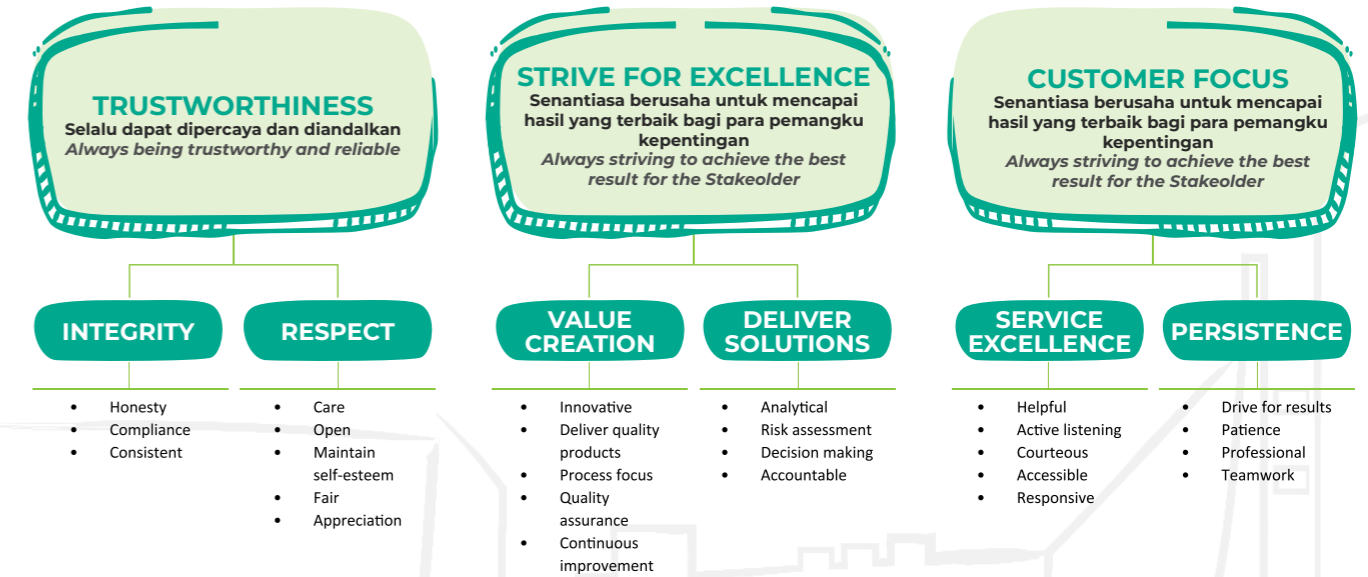 TRUSTWORTHINESS
Selalu dapat dipercaya dan diandalkan
Always being trustworthy and reliable
INTEGRITY
• Honesty
• Compliance
• Consistent
RESPECT
• Care
• Open
• Maintain
self-esteem
• Fair
• Appreciation
STRIVE FOR EXCELLENCE
Senantiasa berusaha untuk mencapai
hasil yang terbaik bagi para pemangku
kepentingan
Always striving to achieve the best
result for the Stakeolder
VALUE
CREATION
• Innovative
• Deliver quality
products
• Process focus
• Quality
assurance
• Continuous
improvement
DELIVER
SOLUTIONS
• Analytical
• Risk assessment
• Decision making
• Accountable
CUSTOMER FOCUS
Senantiasa berusaha untuk mencapai
hasil yang terbaik bagi para pemangku
kepentingan
Always striving to achieve the best
result for the Stakeolder
SERVICE
EXCELLENCE
• Helpful
• Active listening
• Courteous
• Accessible
• Responsive
PERSISTENCE
• Drive for results
• Patience
• Professional
• Teamwork